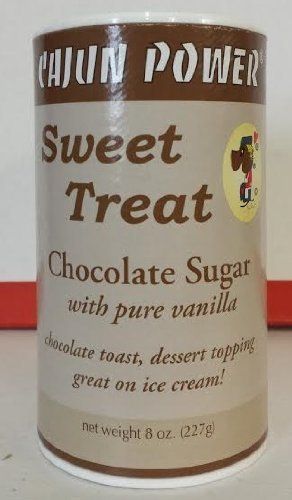 CAJUN POWER®
Sweet
Treat
Chocolate Sugar
with pure vanilla
chocolate toast, dessert topping
great on ice cream!
net weight 8 oz. (227g)